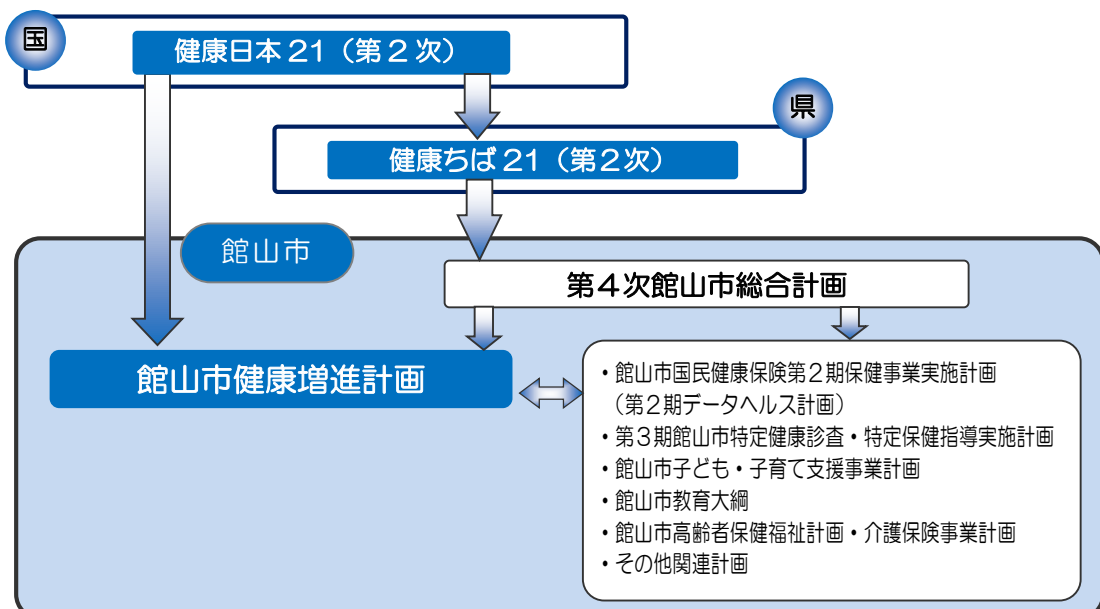 国
健康日本21（第２次）
県
健康ちば21（第２次）
館山市
第４次館山市総合計画
館山市健康増進計画
・館山市国民健康保険第２期保健事業実施計画
（第２期データヘルス計画）
・第３期館山市特定健康診査・特定保健指導実施計画
・館山市子ども・子育て支援事業計画
・館山市教育大綱
・館山市高齢者保健福祉計画・介護保険事業計画
・その他関連計画